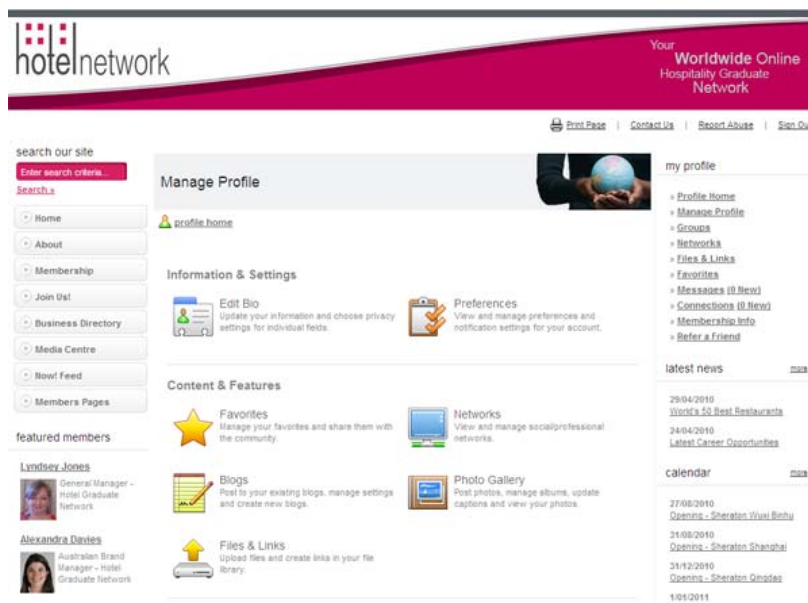 hotelnetwork
Your
Worldwide Online
Hospitality Graduate
Network
Print Page | Contact Us | Report Abuse | Sign Ou
search our site
Enter search criteria...
Search »
Home
About
Membership
Join Us!
Business Directory
Media Centre
Now! Feed
Members Pages
featured members
Lyndsey Jones
General Manager -
Hotel Graduate
Network
Alexandra Davies
Australian Brand
Manager - Hotel
Graduate Network
Manage Profile
profile home
Information & Settings
Edit Bio
Update your information and choose privacy
settings for individual fields.
Preferences
View and manage preferences and
notification settings for your account.
Content & Features
Favorites
Manage your favorites and share them with
the community.
Networks
View and manage social/professional
networks.
Blogs
Post to your existing blogs, manage settings
and create new blogs.
Photo Gallery
Post photos, manage albums, update
captions and view your photos.
Files & Links
Upload files and create links in your file
library.
my profile
» Profile Home
» Manage Profile
» Groups
» Networks
» Files & Links
» Favorites
» Messages (0 New)
» Connections (0 New)
» Membership Info
» Refer a Friend
latest news more
29/04/2010
World's 50 Best Restaurants
24/04/2010
Latest Career Opportunities
calendar more
27/08/2010
Opening - Sheraton Wuxi Binhu
31/08/2010
Opening - Sheraton Shanghai
31/12/2010
Opening - Sheraton Qingdao
1/01/2011